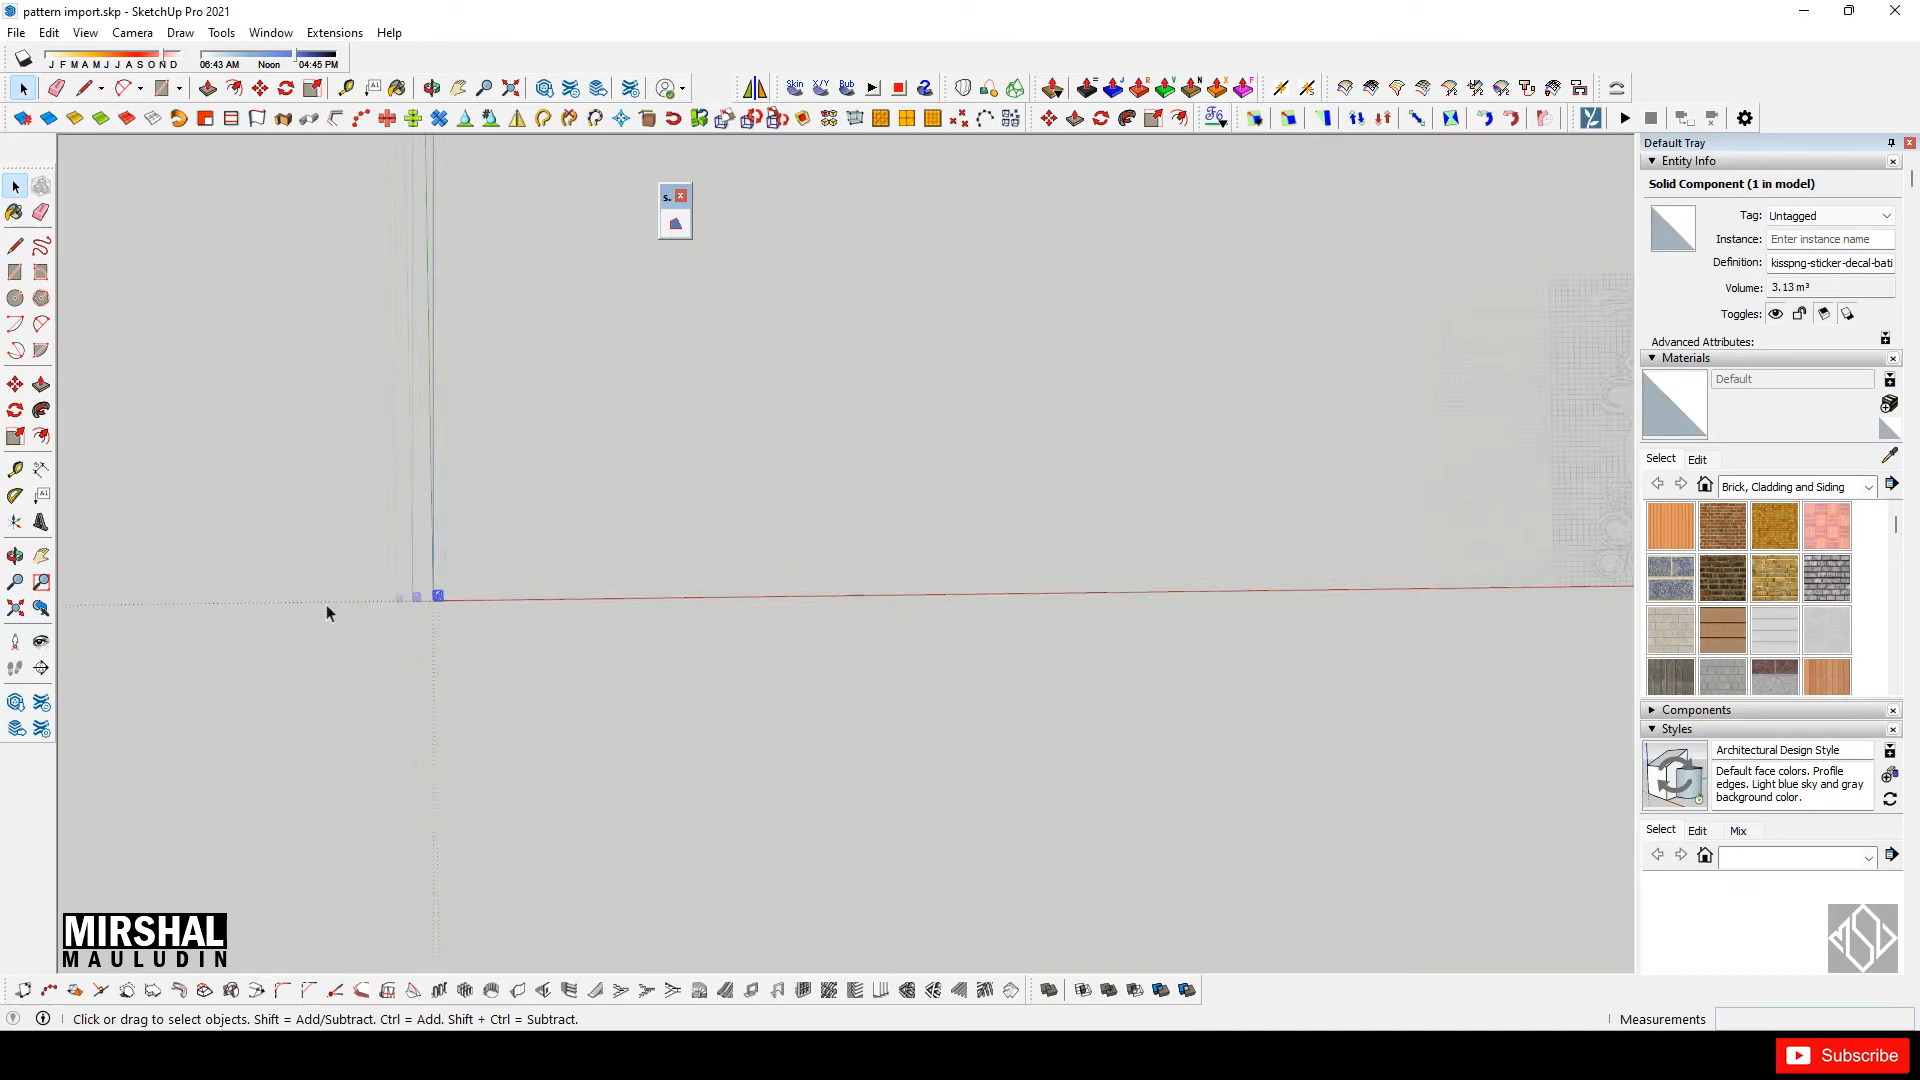 pattern import.skp - SketchUp Pro 2021
File Edit View Camera Draw Tools Window Extensions Help
J F M A M J J A S O N D 06:43 AM Noon 04:45 PM
Skin X/Y Bub
s.
Default Tray
Entity Info
Solid Component (1 in model)
Tag: Untagged
Instance: Enter instance name
Definition: kisspng-sticker-decal-bati
Volume: 3.13 m³
Toggles:
Advanced Attributes:
Materials
Default
Select Edit
Brick, Cladding and Siding
Components
Styles
Architectural Design Style
Default face colors. Profile
edges. Light blue sky and gray
background color.
Select Edit Mix
MIRSHAL
MAULUDIN
Click or drag to select objects. Shift = Add/Subtract. Ctrl = Add. Shift + Ctrl = Subtract.
Measurements
Subscribe